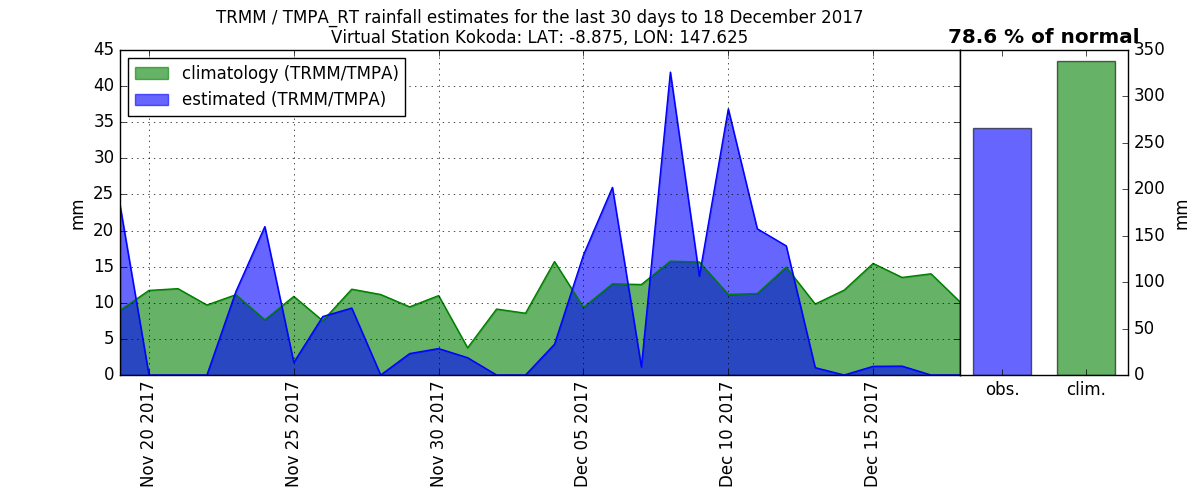 TRMM / TMPA_RT rainfall estimates for the last 30 days to 18 December 2017
Virtual Station Kokoda: LAT: -8.875, LON: 147.625
78.6 % of normal
climatology (TRMM/TMPA)
estimated (TRMM/TMPA)
45
40
35
30
25
20
15
10
5
0
mm
Nov 20 2017
Nov 25 2017
Nov 30 2017
Dec 05 2017
Dec 10 2017
Dec 15 2017
350
300
250
200
150
100
50
0
mm
obs.
clim.